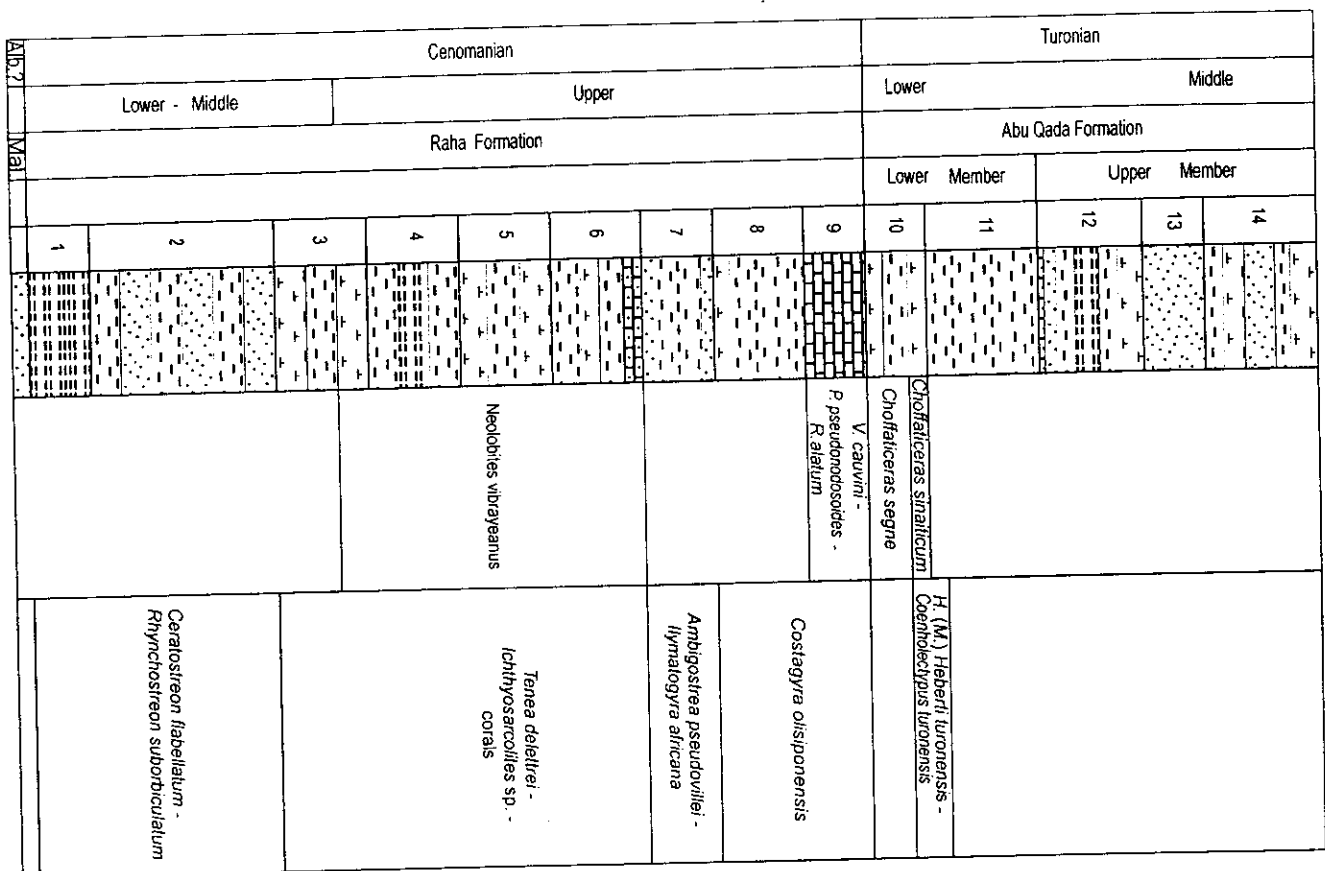 Alb.?
Cenomanian
Turonian
Lower - Middle
Upper
Lower
Middle
Mal
Raha Formation
Abu Qada Formation
Lower Member
Upper Member
1
2
3
4
5
6
7
8
9
10
11
12
13
14
Neolobites vibrayeanus
V. cauvini -
P. pseudonodosoides -
R. alatum
Choffaticeras segne
Choffaticeras sinaiticum
Ceratostreon flabellatum -
Rhynchostreon suborbiculatum
Tenea delettrei -
Ichthyosarcolites sp. -
corals
Ambigostrea pseudovillei -
Ilymatogyra africana
Costagyra olisiponensis
H. (M.) Heberti turonensis -
Coenholectypus turonensis